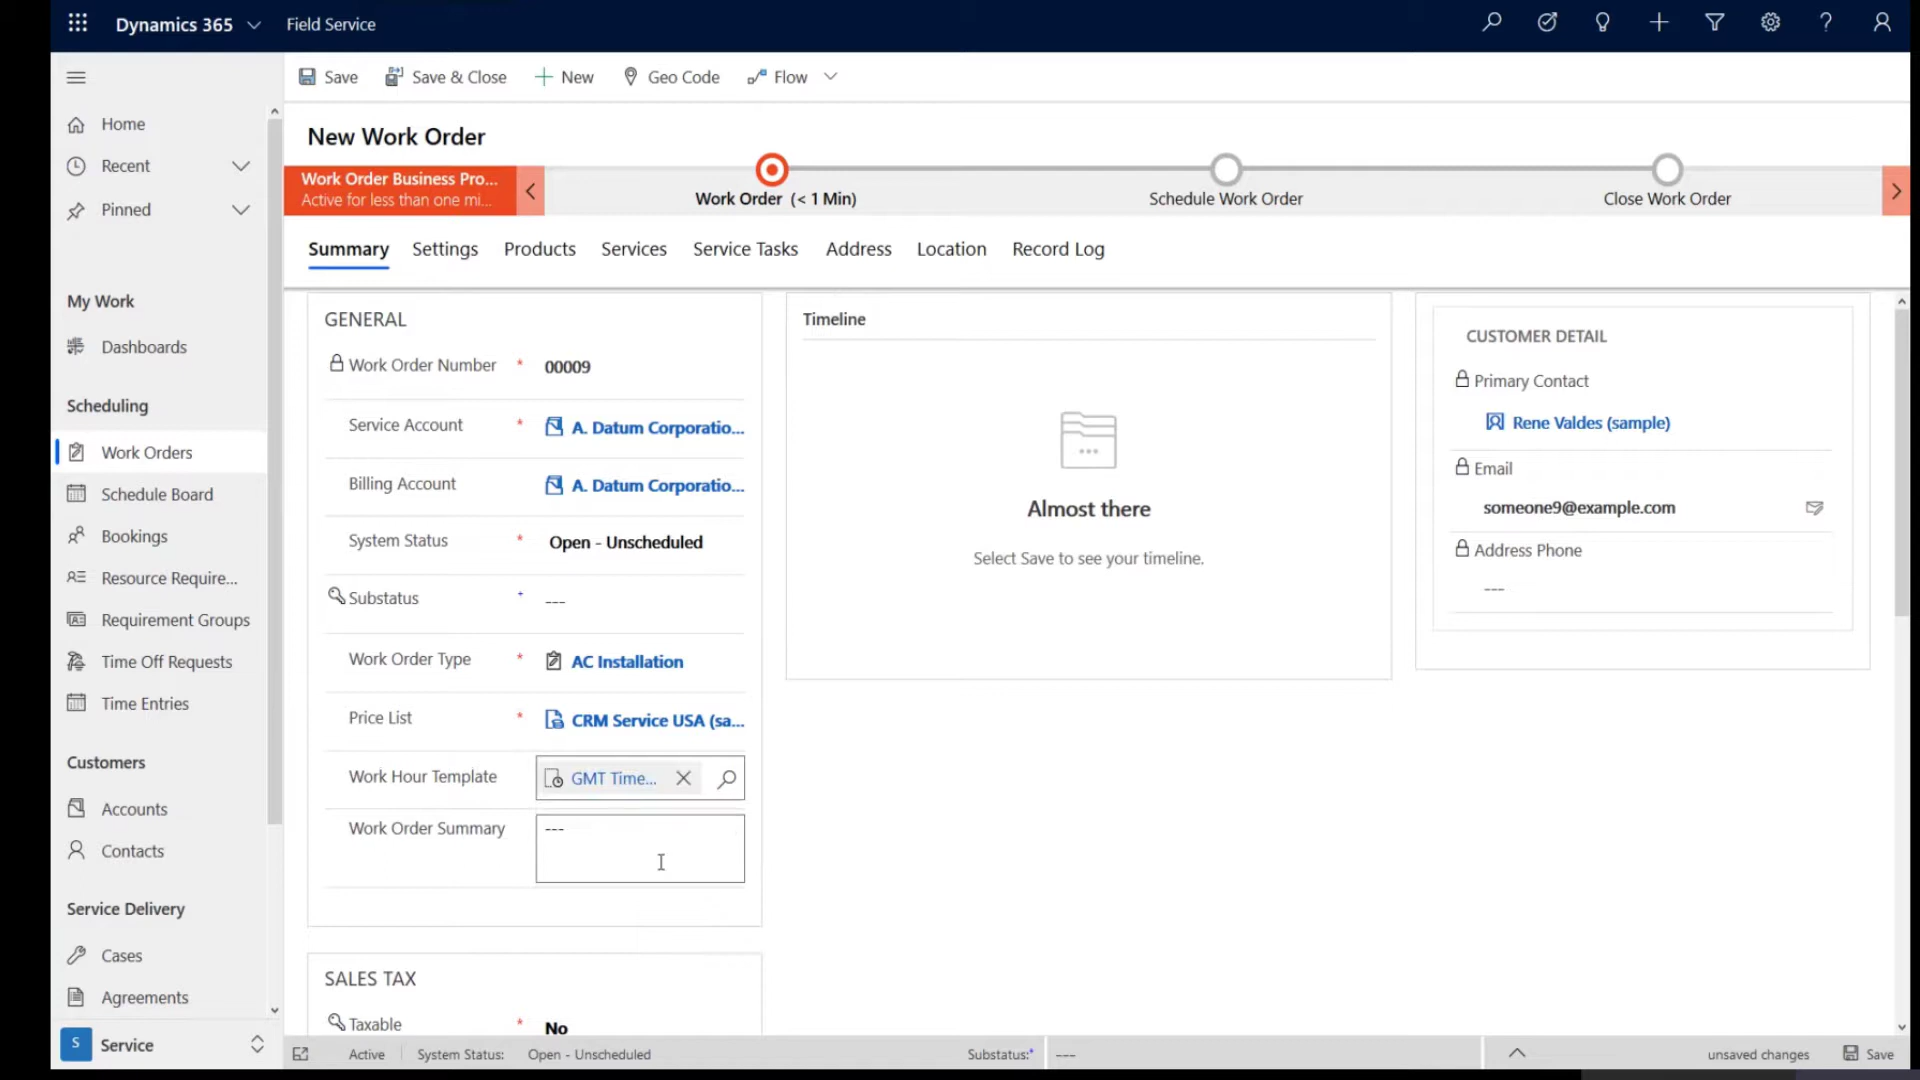 Dynamics 365
Field Service
Save
Save & Close
New
Geo Code
Flow
Home
Recent
Pinned
My Work
Dashboards
Scheduling
Work Orders
Schedule Board
Bookings
Resource Require...
Requirement Groups
Time Off Requests
Time Entries
Customers
Accounts
Contacts
Service Delivery
Cases
Agreements
S
Service
New Work Order
Work Order Business Pro...
Active for less than one mi...
Work Order (< 1 Min)
Schedule Work Order
Close Work Order
Summary
Settings
Products
Services
Service Tasks
Address
Location
Record Log
GENERAL
Work Order Number * 00009
Service Account * A. Datum Corporatio...
Billing Account * A. Datum Corporatio...
System Status * Open - Unscheduled
Substatus + ---
Work Order Type * AC Installation
Price List * CRM Service USA (sa...
Work Hour Template GMT Time...
Work Order Summary ---
SALES TAX
Taxable * No
Timeline
Almost there
Select Save to see your timeline.
CUSTOMER DETAIL
Primary Contact
Rene Valdes (sample)
Email
someone9@example.com
Address Phone
---
Active
System Status: Open - Unscheduled
Substatus:* ---
unsaved changes
Save